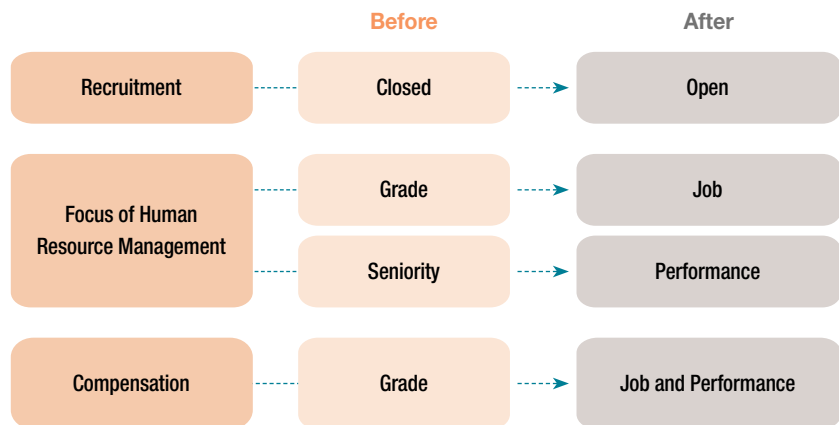 Before After
Recruitment Closed Open
Grade Job
Focus of Human
Resource Management
Seniority Performance
Compensation Grade Job and Performance